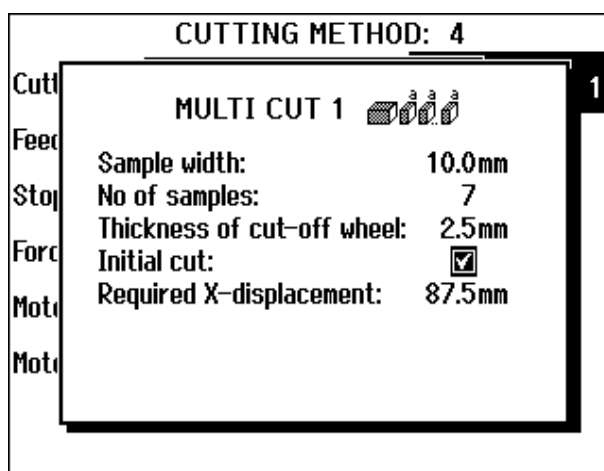 CUTTING METHOD: 4
1
MULTI CUT 1
a a a
Sample width: 10.0mm
No of samples: 7
Thickness of cut-off wheel: 2.5mm
Initial cut:
Required X-displacement: 87.5mm
Cutt
Feed
Stop
Forc
Moto
Moto